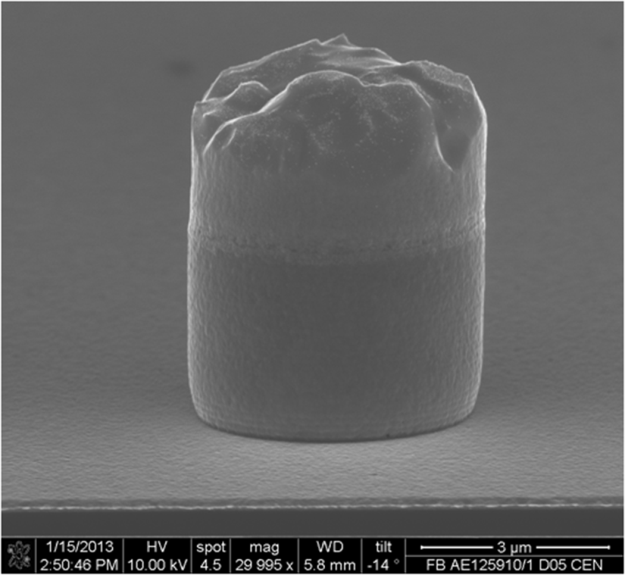 1/15/2013 HV spot mag WD tilt 3 µm
2:50:46 PM 10.00 kV 4.5 29 995 x 5.8 mm -14 ° FB AE125910/1 D05 CEN